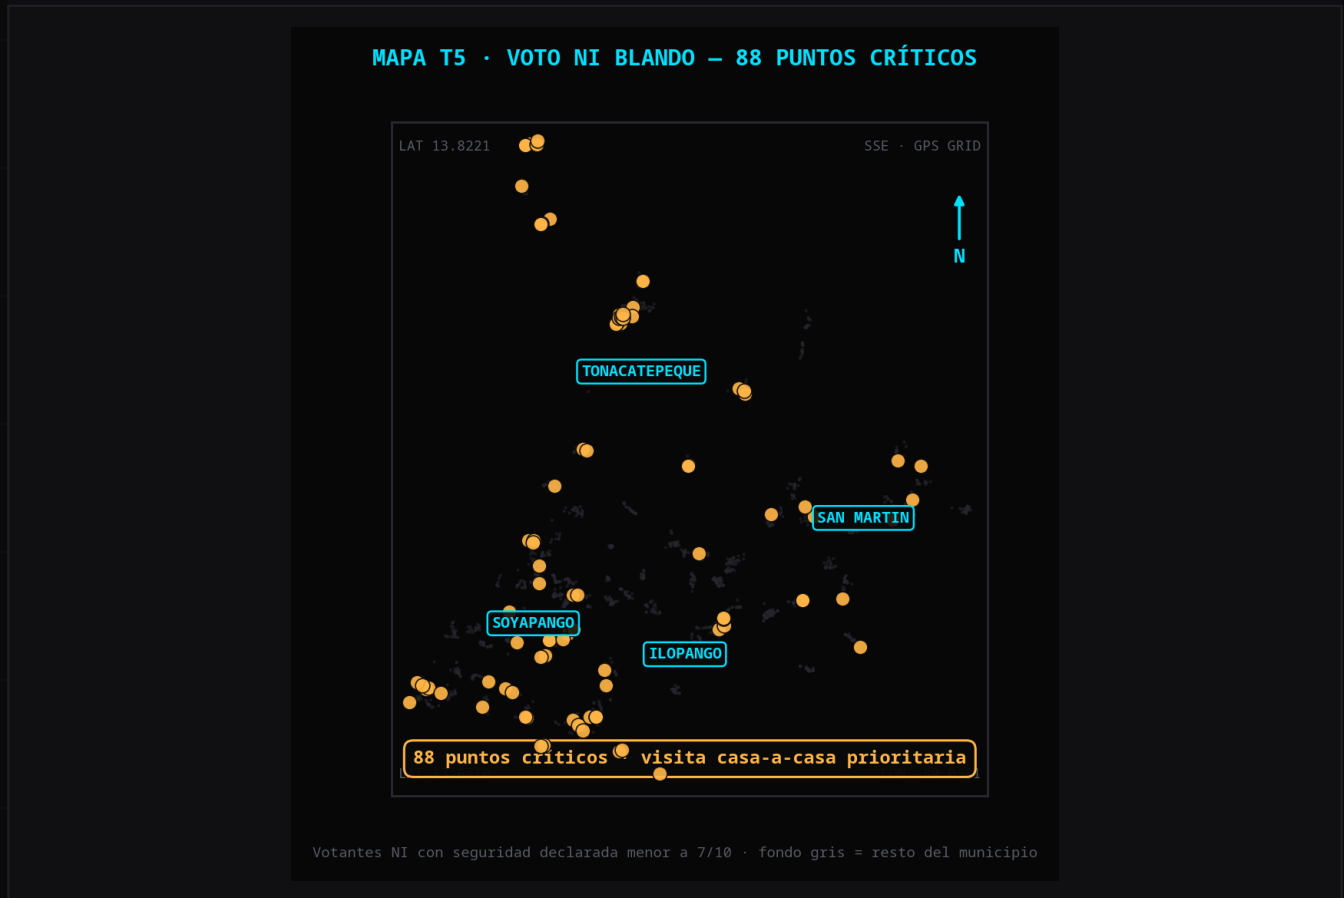 MAPA T5 · VOTO NI BLANDO — 88 PUNTOS CRÍTICOS
LAT 13.8221
SSE · GPS GRID
N
TONACATEPEQUE
SAN MARTIN
SOYAPANGO
ILOPANGO
88 puntos críticos
visita casa-a-casa prioritaria
Votantes NI con seguridad declarada menor a 7/10 · fondo gris = resto del municipio